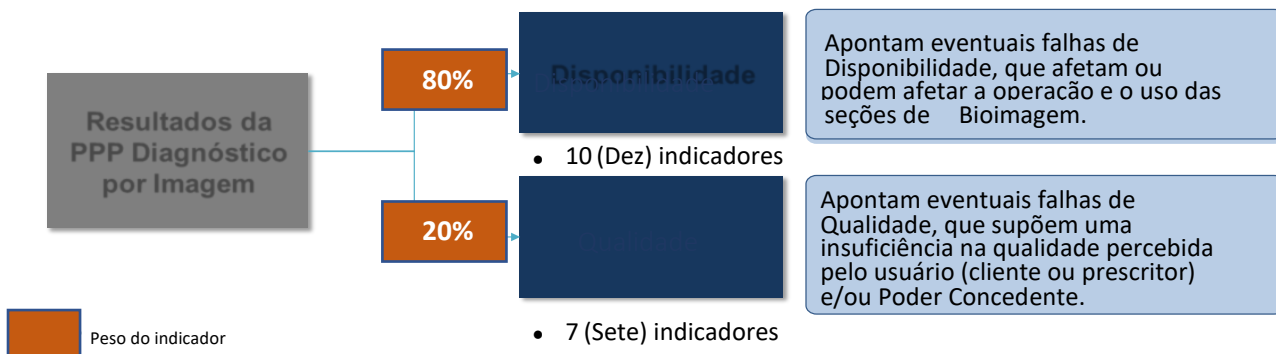 Resultados da
PPP Diagnóstico
por Imagem
80%
Disponibilidade
• 10 (Dez) indicadores
Apontam eventuais falhas de
Disponibilidade, que afetam ou
podem afetar a operação e o uso das
seções de Bioimagem.
20%
Qualidade
• 7 (Sete) indicadores
Apontam eventuais falhas de
Qualidade, que supõem uma
insuficiência na qualidade percebida
pelo usuário (cliente ou prescritor)
e/ou Poder Concedente.
Peso do indicador